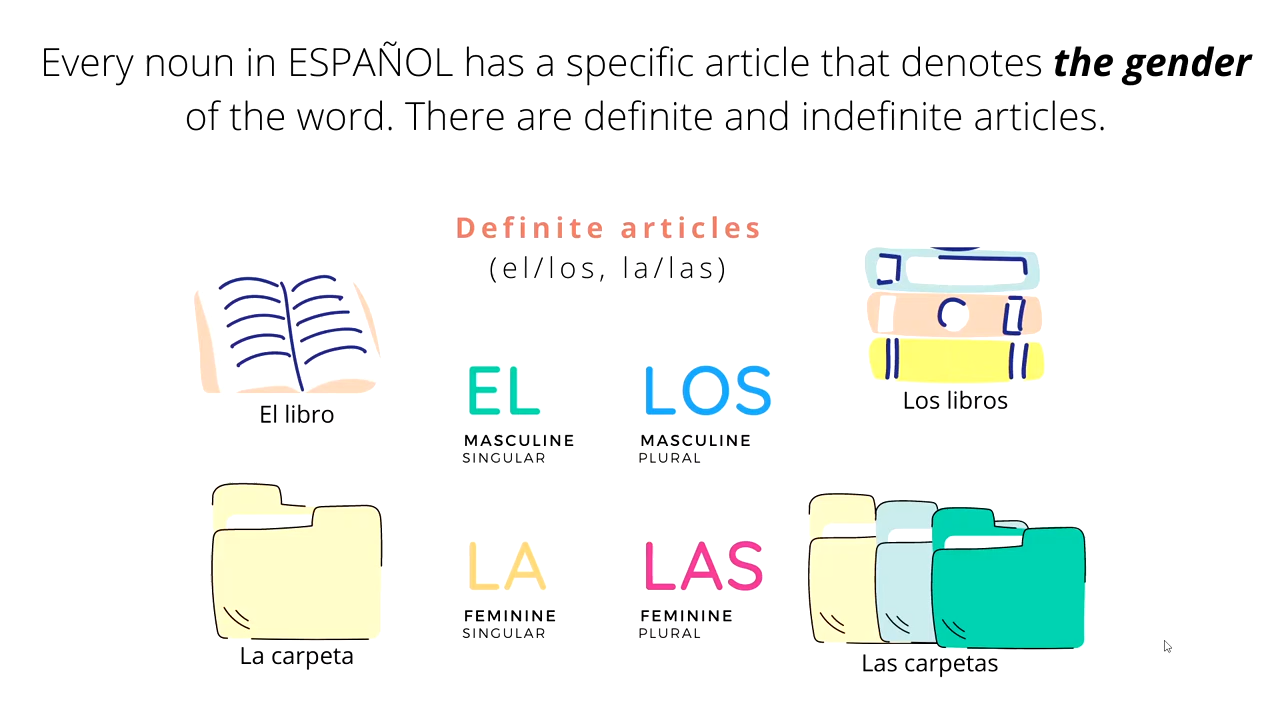 Every noun in ESPAÑOL has a specific article that denotes the gender
of the word. There are definite and indefinite articles.
Definite articles
(el/los, la/las)
El libro
EL
MASCULINE
SINGULAR
LOS
MASCULINE
PLURAL
Los libros
La carpeta
LA
FEMININE
SINGULAR
LAS
FEMININE
PLURAL
Las carpetas